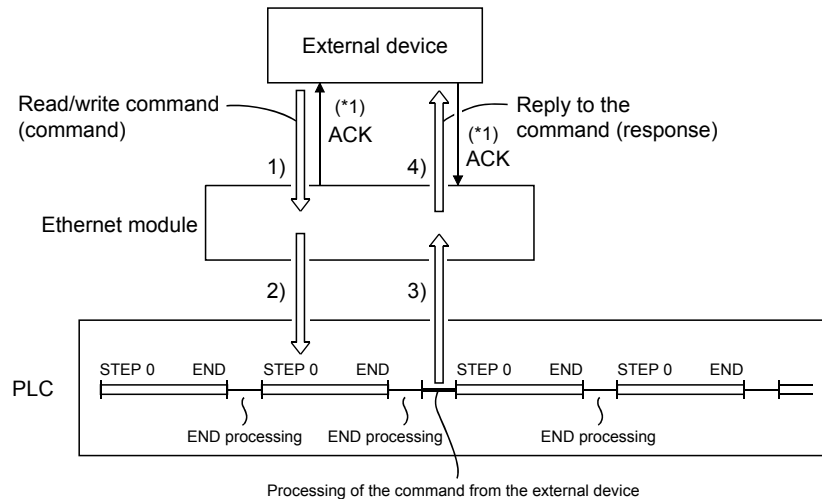 External device
Read/write command
(command)
(*1)
ACK
Reply to the
command (response)
(*1)
ACK
1)
4)
Ethernet module
2)
3)
STEP 0 END STEP 0 END STEP 0 END STEP 0 END
PLC
END processing END processing END processing
Processing of the command from the external device